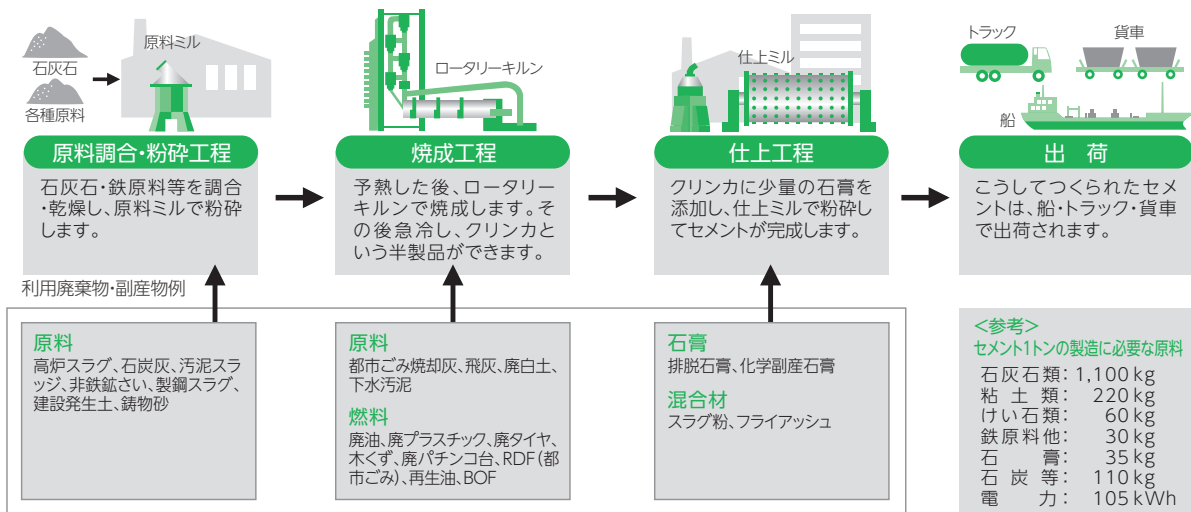 石灰石
各種原料
原料ミル
原料調合・粉砕工程
石灰石・鉄原料等を調合
・乾燥し、原料ミルで粉砕
します。
ロータリーキルン
焼成工程
予熱した後、ロータリー
キルンで焼成します。そ
の後急冷し、クリンカと
いう半製品ができます。
仕上ミル
仕上工程
クリンカに少量の石膏を
添加し、仕上ミルで粉砕し
てセメントが完成します。
トラック
貨車
船
出 荷
こうしてつくられたセメ
ントは、船・トラック・貨車
で出荷されます。
利用廃棄物・副産物例
原料
高炉スラグ、石炭灰、汚泥スラ
ッジ、非鉄鉱さい、製鋼スラグ、
建設発生土、鋳物砂
原料
都市ごみ焼却灰、飛灰、廃白土、
下水汚泥
燃料
廃油、廃プラスチック、廃タイヤ、
木くず、廃パチンコ台、RDF(都
市ごみ)、再生油、BOF
石膏
排脱石膏、化学副産石膏
混合材
スラグ粉、フライアッシュ
<参考>
セメント1トンの製造に必要な原料
石灰石類：1,100kg
粘土類：220kg
けい石類：60kg
鉄原料他：30kg
石膏：35kg
石炭等：110kg
電力：105kWh